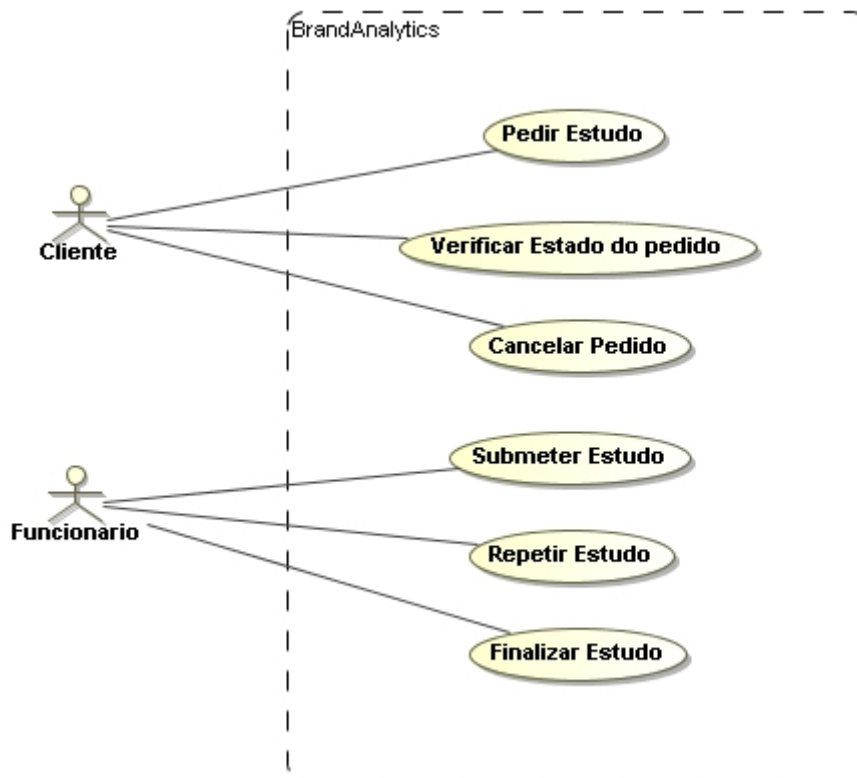 BrandAnalytics
Pedir Estudo
Cliente
Verificar Estado do pedido
Cancelar Pedido
Submeter Estudo
Funcionario
Repetir Estudo
Finalizar Estudo